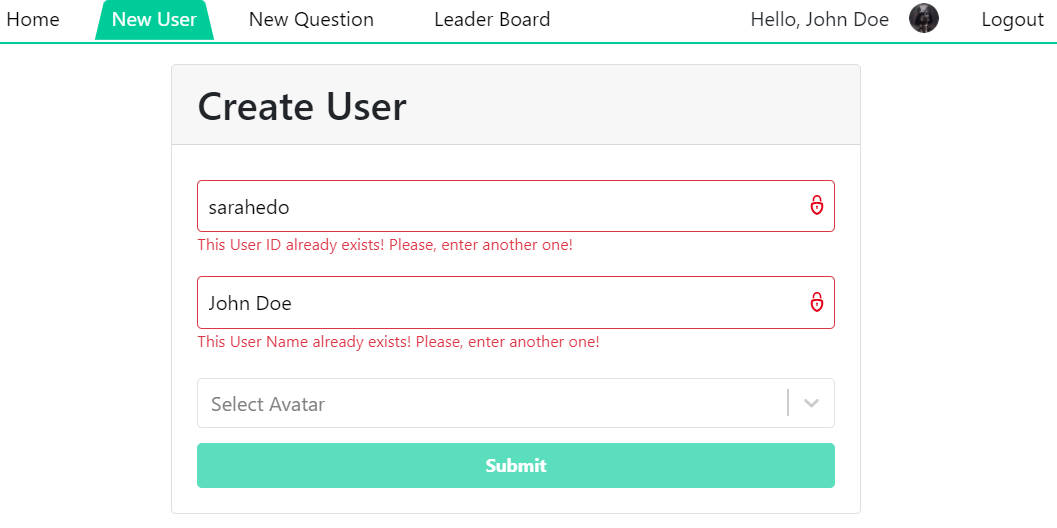 Home New User New Question Leader Board Hello, John Doe Logout
Create User
sarahedo
This User ID already exists! Please, enter another one!
John Doe
This User Name already exists! Please, enter another one!
Select Avatar
Submit